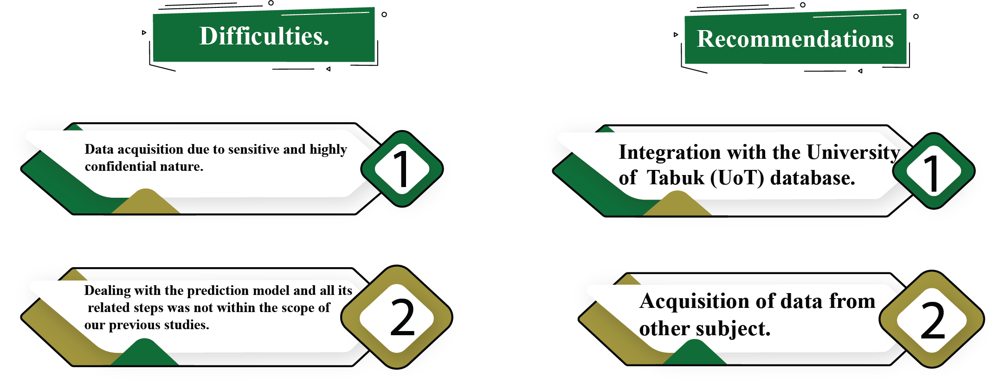 Difficulties.
Data acquisition due to sensitive and highly
confidential nature.
1
Dealing with the prediction model and all its
related steps was not within the scope of
our previous studies.
2
Recommendations
Integration with the University
of Tabuk (UoT) database.
1
Acquisition of data from
other subject.
2